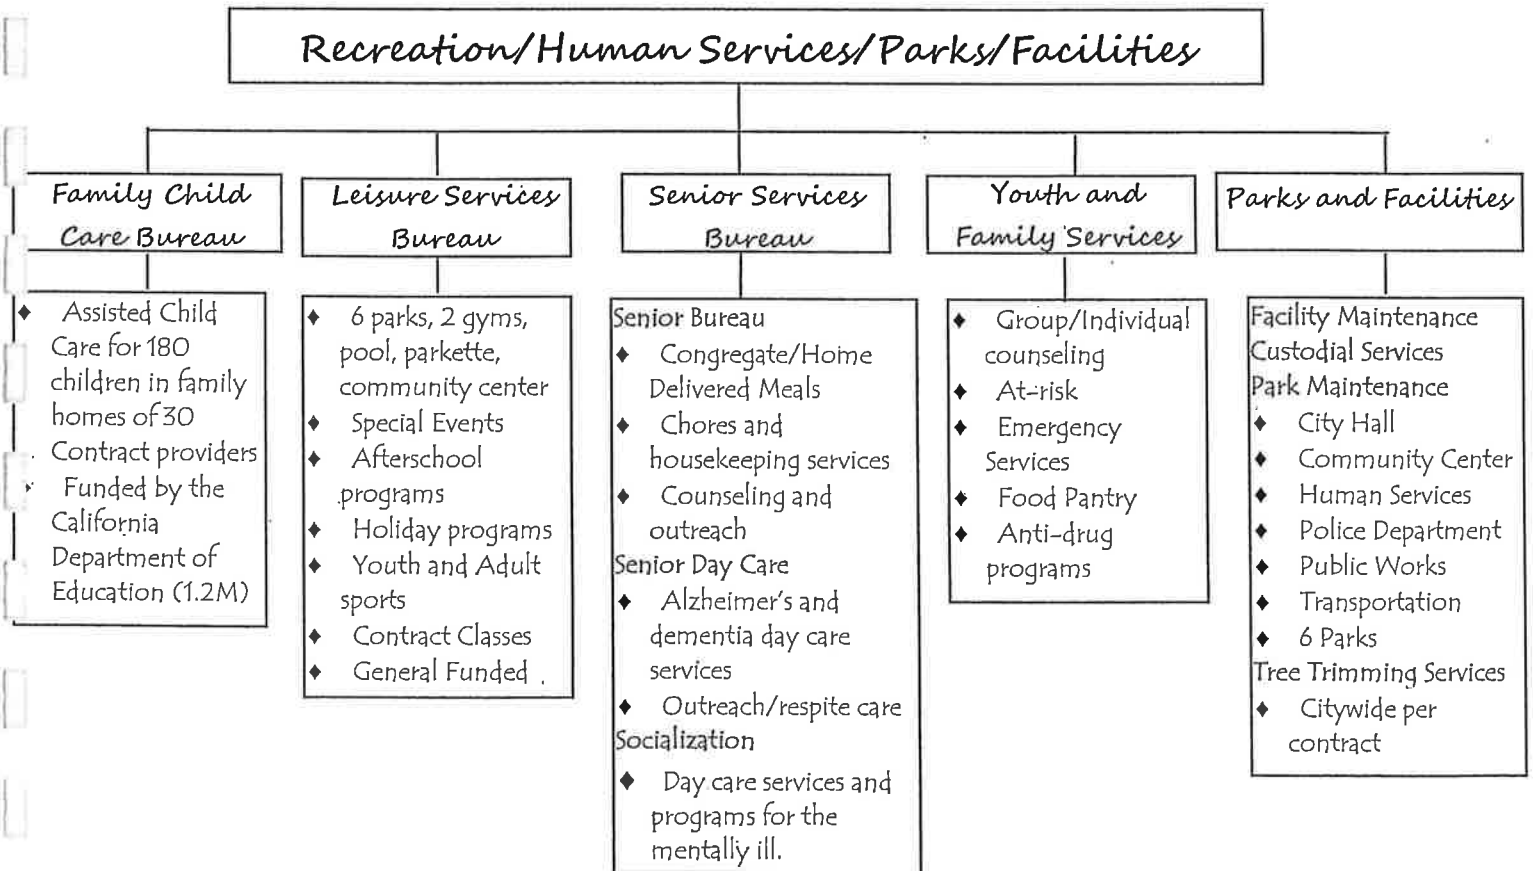 Recreation/Human Services/Parks/Facilities
Family Child
Care Bureau
♦ Assisted Child
Care for 180
children in family
homes of 30
Contract providers
Funded by the
California
Department of
Education (1.2M)
Leisure Services
Bureau
♦ 6 parks, 2 gyms,
pool, parkette,
community center
♦ Special Events
♦ Afterschool
programs
♦ Holiday programs
♦ Youth and Adult
sports
♦ Contract Classes
♦ General Funded
Senior Services
Bureau
Senior Bureau
♦ Congregate/Home
Delivered Meals
♦ Chores and
housekeeping services
♦ Counseling and
outreach
Senior Day Care
♦ Alzheimer's and
dementia day care
services
♦ Outreach/respite care
Socialization
♦ Day care services and
programs for the
mentally ill.
Youth and
Family Services
♦ Group/Individual
counseling
♦ At-risk
♦ Emergency
Services
♦ Food Pantry
♦ Anti-drug
programs
Parks and Facilities
Facility Maintenance
Custodial Services
Park Maintenance
♦ City Hall
♦ Community Center
♦ Human Services
♦ Police Department
♦ Public Works
♦ Transportation
♦ 6 Parks
Tree Trimming Services
♦ Citywide per
contract